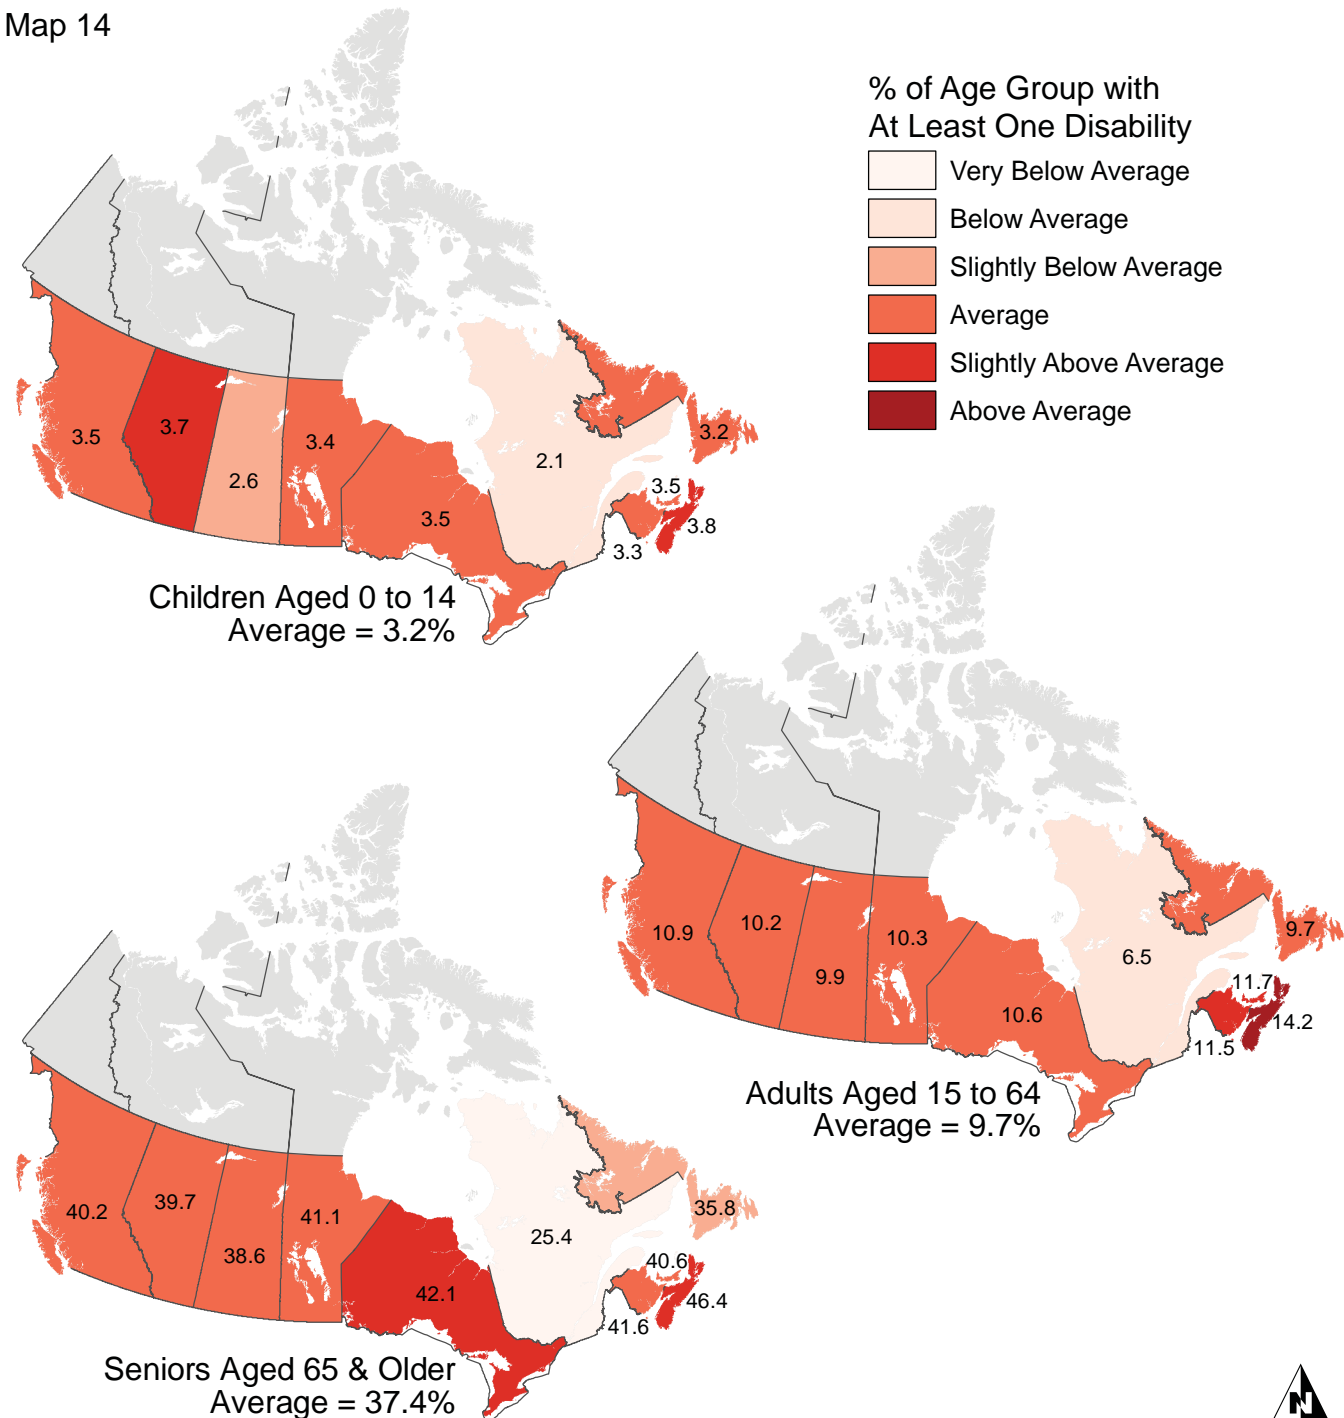 Map 14
% of Age Group with
At Least One Disability
Very Below Average
Below Average
Slightly Below Average
Average
Slightly Above Average
Above Average
3.5
3.7
2.6
3.4
3.5
2.1
3.2
3.5
3.8
3.3
Children Aged 0 to 14
Average = 3.2%
10.9
10.2
9.9
10.3
10.6
6.5
9.7
11.7
14.2
11.5
Adults Aged 15 to 64
Average = 9.7%
40.2
39.7
38.6
41.1
42.1
25.4
35.8
40.6
46.4
41.6
Seniors Aged 65 & Older
Average = 37.4%
N